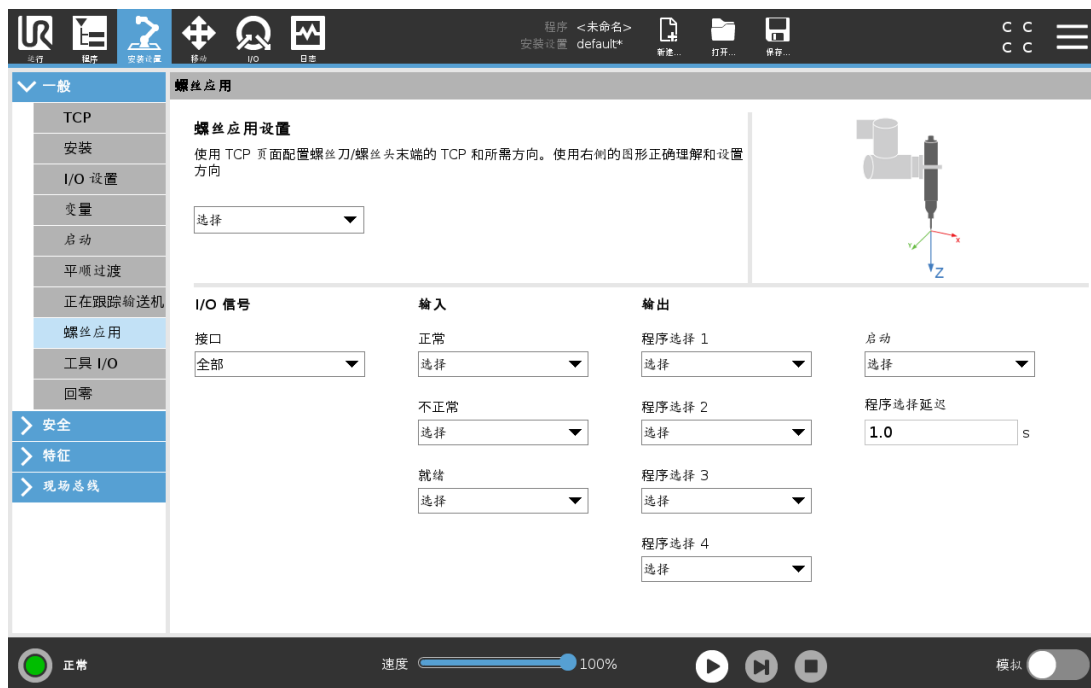 程序 <未命名>
安装设置 default*
运行 程序 安装设置 移动 I/O 日志 新建... 打开... 保存...
C C
C C
一般
TCP
安装
I/O 设置
变量
启动
平顺过渡
正在跟踪输送机
螺丝应用
工具 I/O
回零
安全
特征
现场总线
螺丝应用
螺丝应用设置
使用 TCP 页面配置螺丝刀/螺丝头末端的 TCP 和所需方向。使用右侧的图形正确理解和设置
方向
选择
Y X
Z
I/O 信号
接口
全部
输入
正常
选择
不正常
选择
就绪
选择
输出
程序选择 1
选择
程序选择 2
选择
程序选择 3
选择
程序选择 4
选择
启动
选择
程序选择延迟
1.0 s
正常
速度 100%
模拟